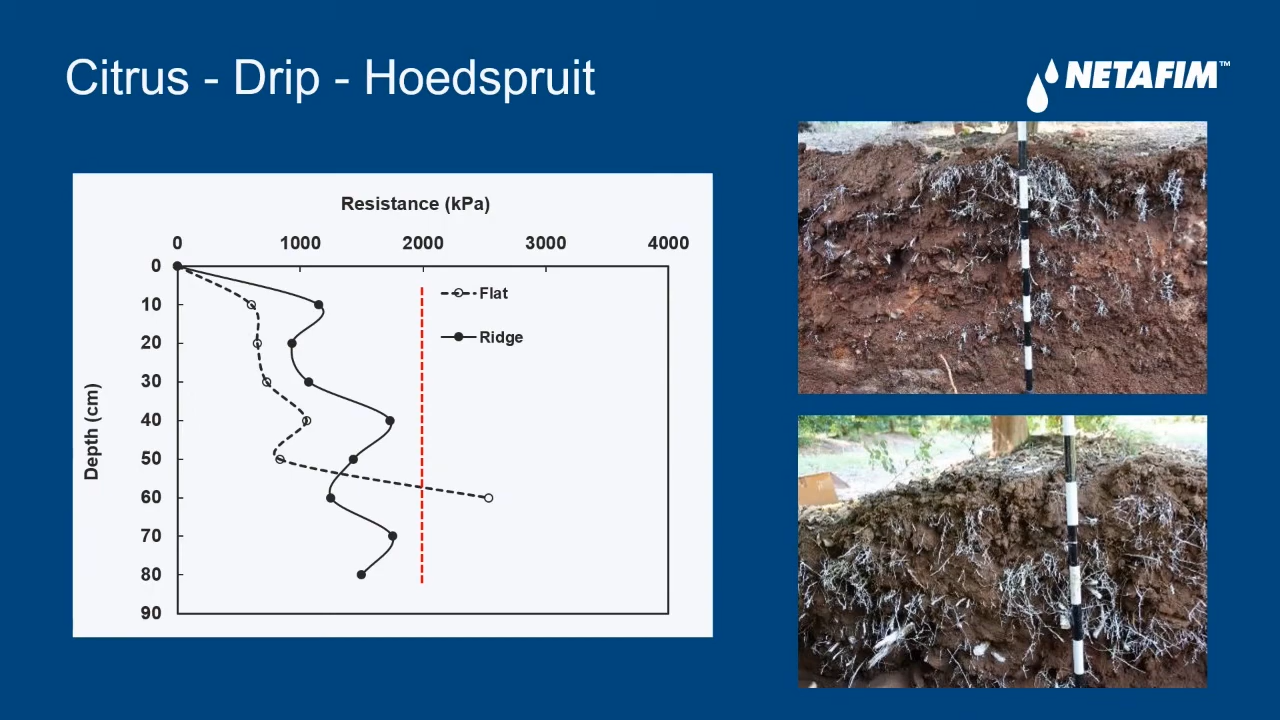 Citrus - Drip - Hoedspruit
NETAFIM™
Resistance (kPa)
0 1000 2000 3000 4000
0
Flat
10
20
Ridge
30
40
Depth (cm)
50
60
70
80
90